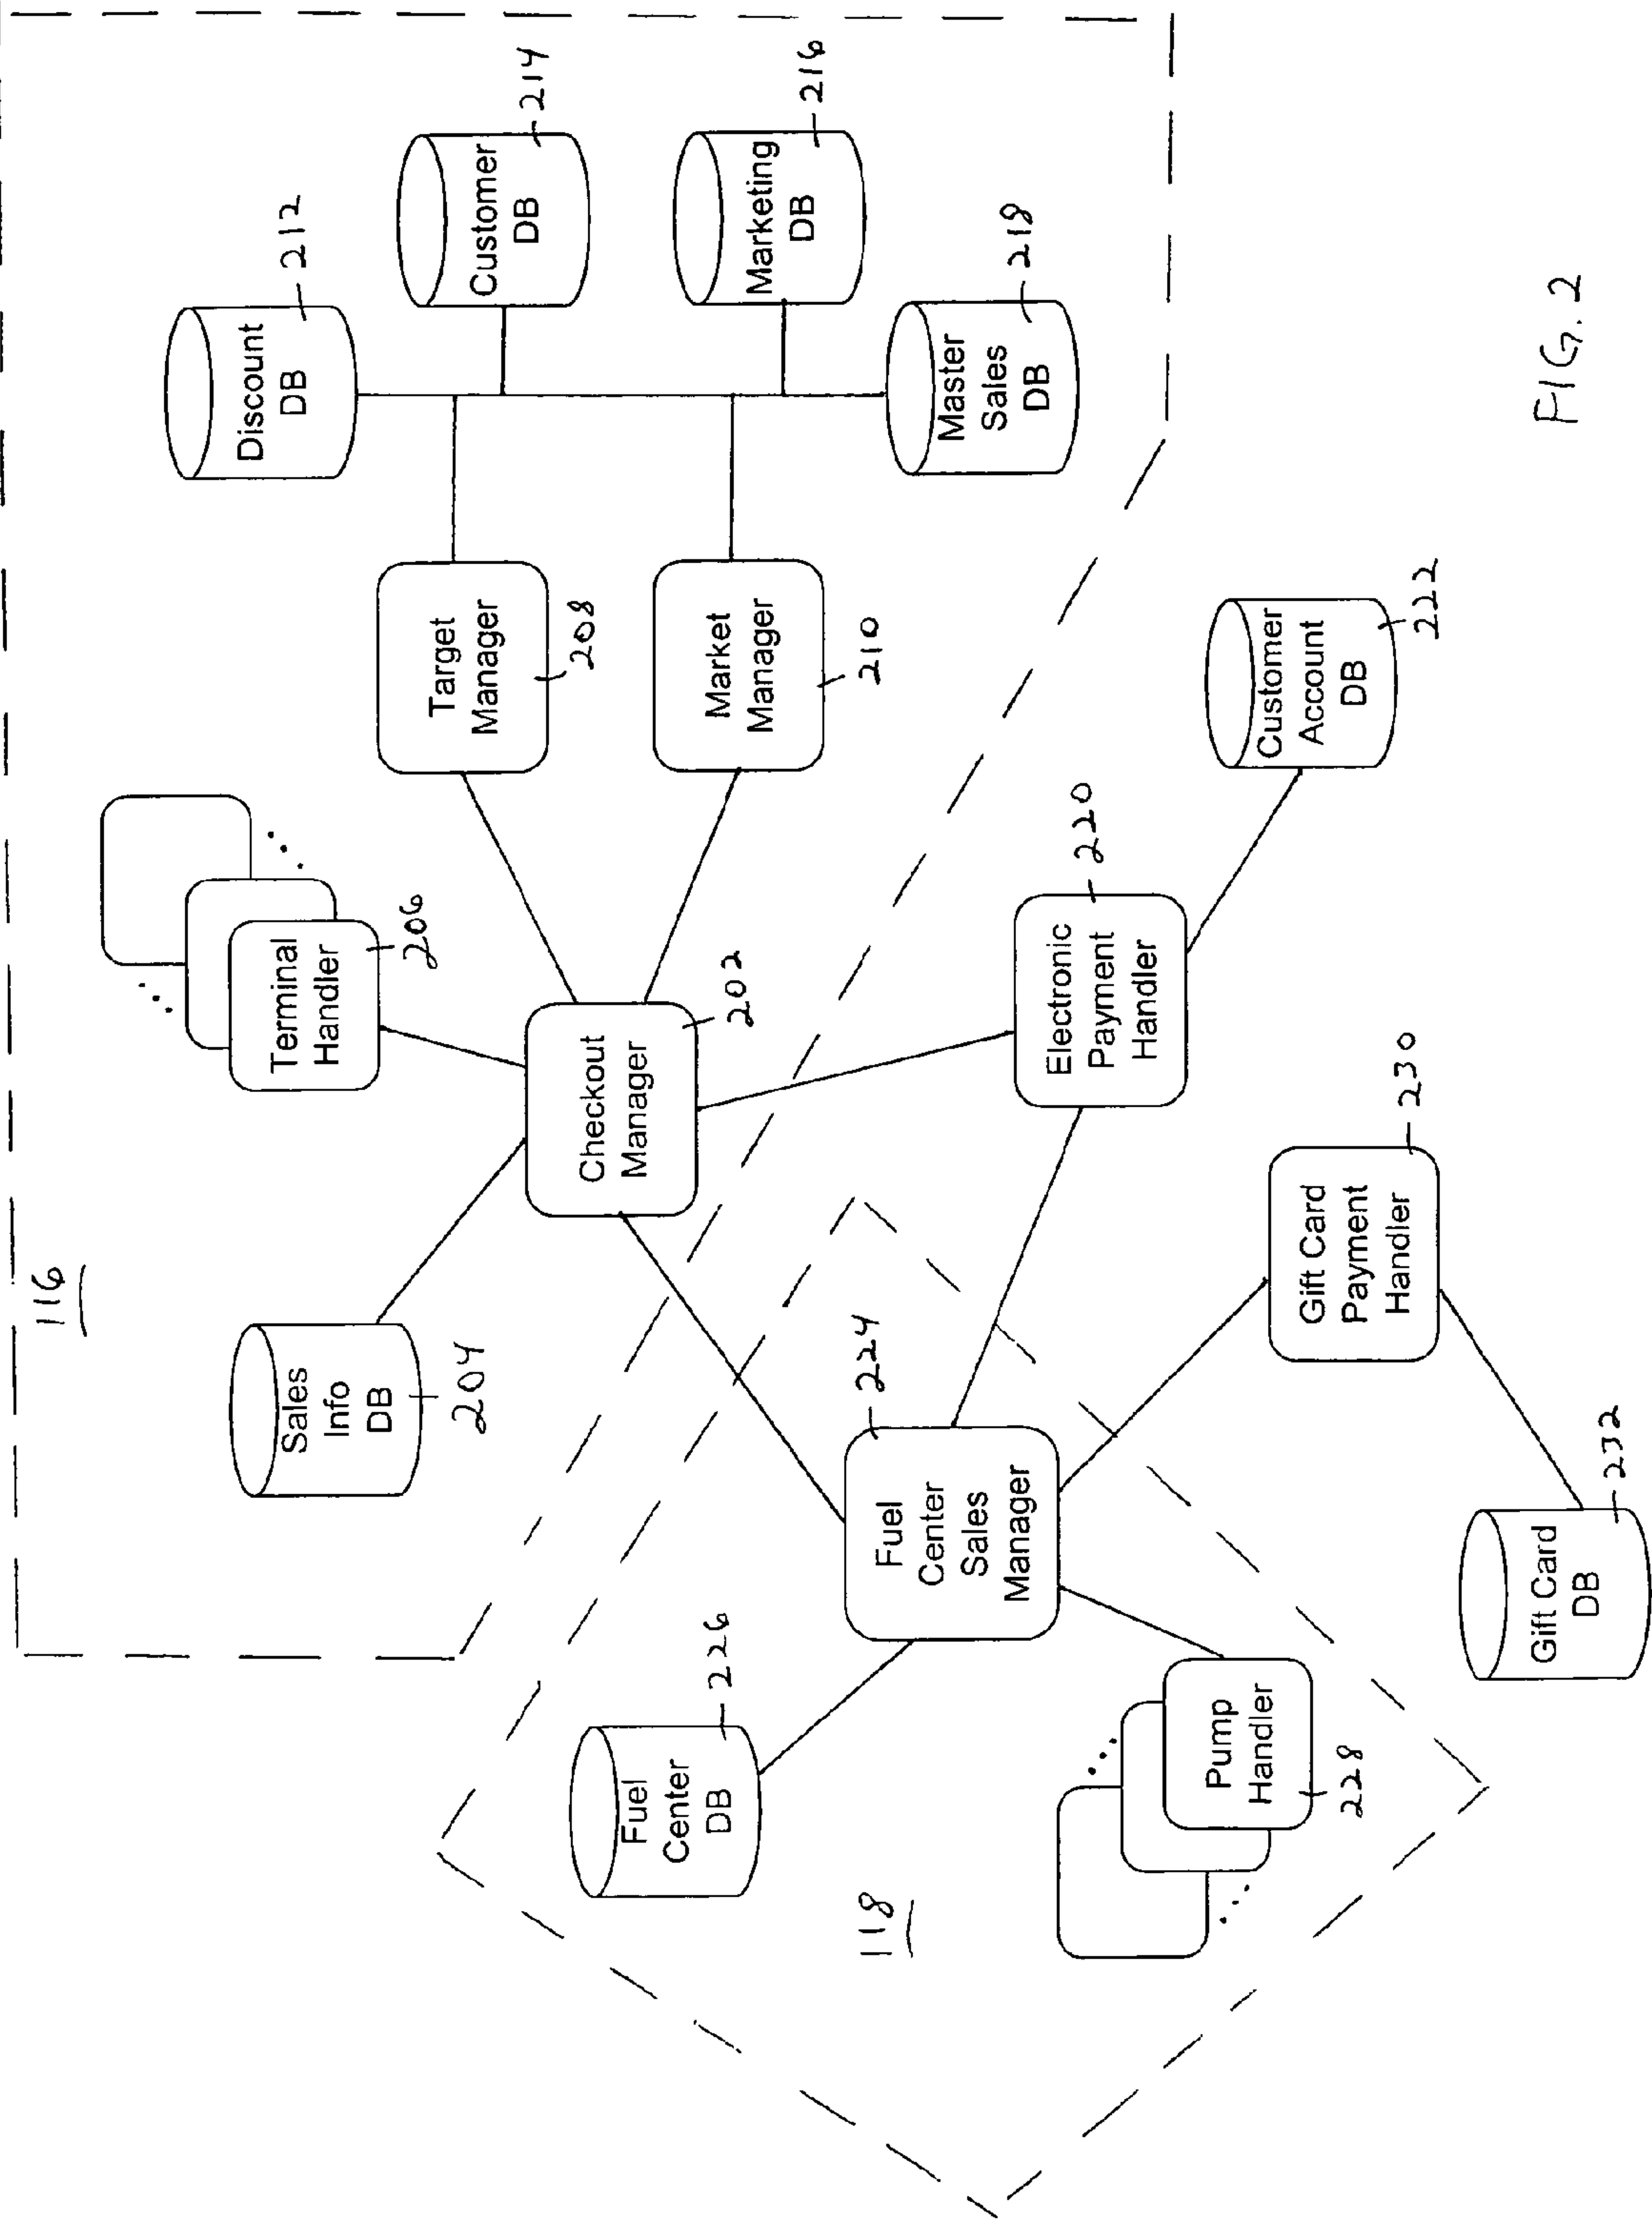 116
Sales
Info
DB
204
Terminal
Handler
206
Discount
DB
212
Customer
DB
214
Target
Manager
208
Checkout
Manager
202
Market
Manager
210
Marketing
DB
216
Master
Sales
DB
218
Fuel
Center
DB
226
118
Fuel
Center
Sales
Manager
224
Electronic
Payment
Handler
220
Customer
Account
DB
222
Pump
Handler
228
Gift Card
Payment
Handler
230
Gift Card
DB
232
FIG. 2